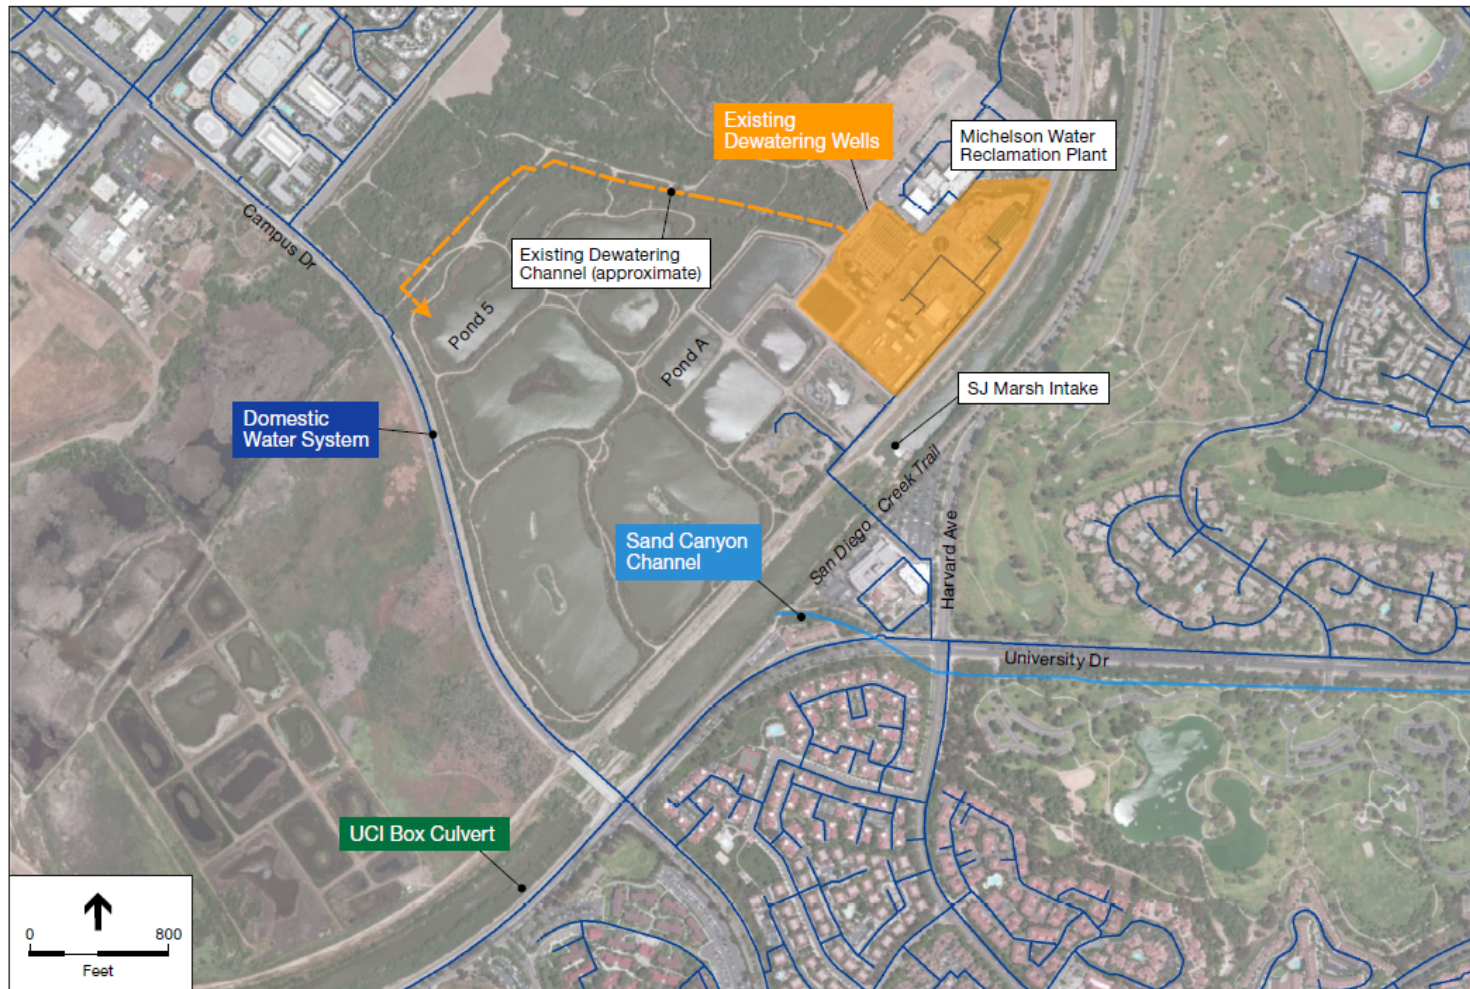 Existing
Dewatering Wells
Michelson Water
Reclamation Plant
Campus Dr
Existing Dewatering
Channel (approximate)
Pond 5
Pond A
SJ Marsh Intake
Domestic
Water System
San Diego Creek Trail
Harvard Ave
Sand Canyon
Channel
University Dr
UCI Box Culvert
0 800
Feet